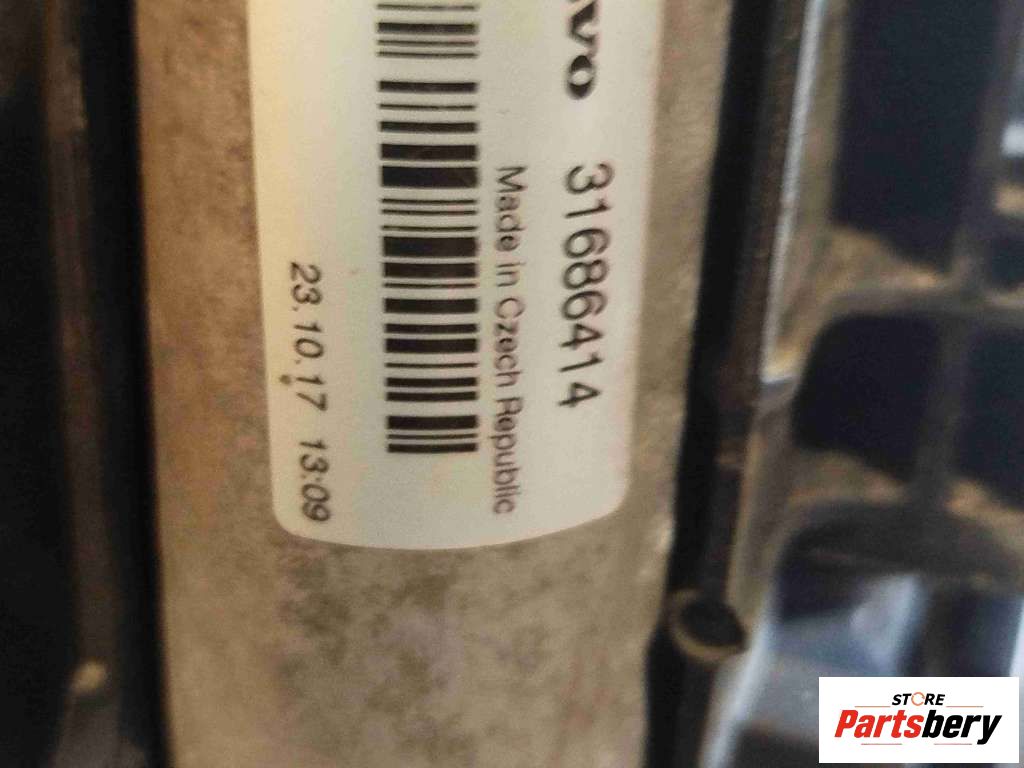 31686414
Made in Czech Republic
23.10.17 13:09
STORE
Partsbery